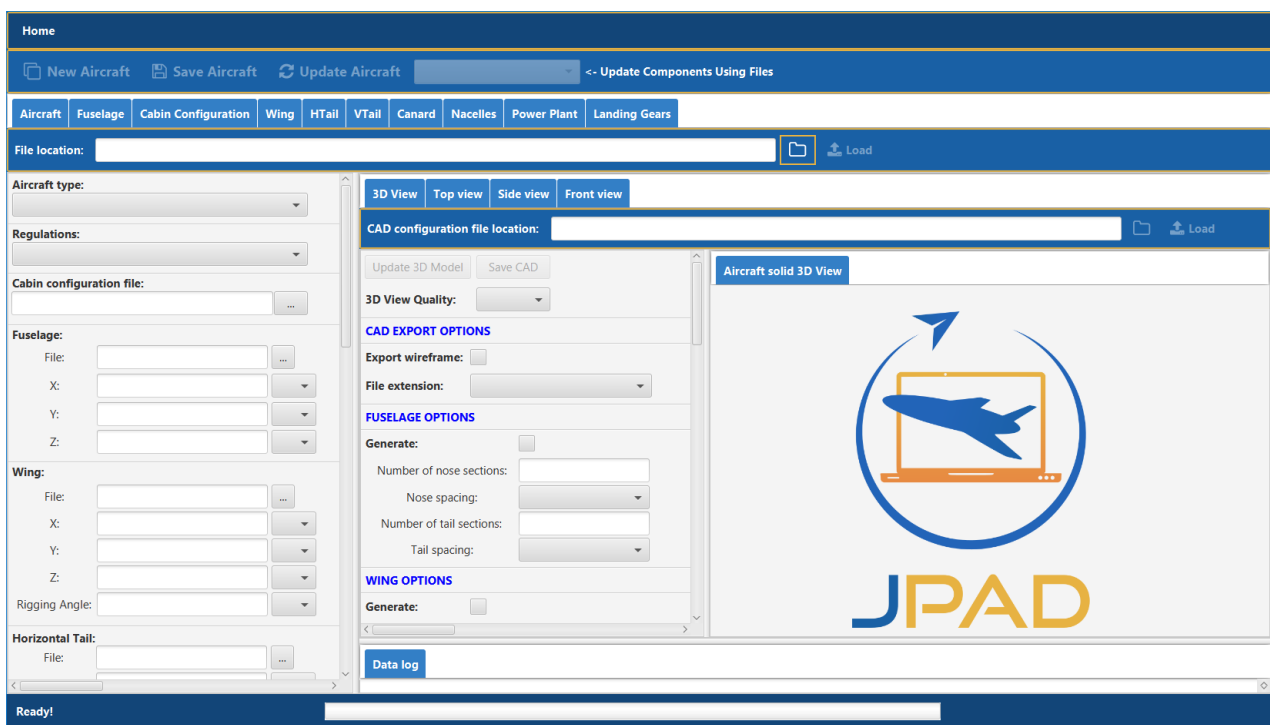 Home
New Aircraft Save Aircraft Update Aircraft <- Update Components Using Files
Aircraft Fuselage Cabin Configuration Wing HTail VTail Canard Nacelles Power Plant Landing Gears
File location: Load
Aircraft type:
Regulations:
Cabin configuration file:
...
Fuselage:
File: ...
X:
Y:
Z:
Wing:
File: ...
X:
Y:
Z:
Rigging Angle:
Horizontal Tail:
File: ...
3D View Top view Side view Front view
CAD configuration file location: Load
Update 3D Model Save CAD
3D View Quality:
CAD EXPORT OPTIONS
Export wireframe:
File extension:
FUSELAGE OPTIONS
Generate:
Number of nose sections:
Nose spacing:
Number of tail sections:
Tail spacing:
WING OPTIONS
Generate:
Aircraft solid 3D View
JPAD
Data log
Ready!